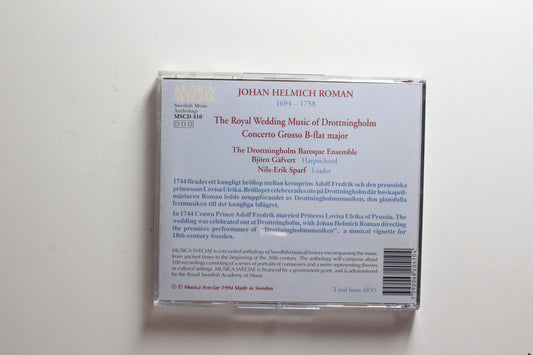 MUSICA SVECIAE
Swedish Music
Anthology
MSCD 410
DDD
JOHAN HELMICH ROMAN
1694 – 1758
The Royal Wedding Music of Drottningholm
Concerto Grosso B-flat major
The Drottningholm Baroque Ensemble
Björn Gäfvert Harpsichord
Nils-Erik Sparf Leader
1744 firades ett kungligt bröllop mellan kronprins Adolf Fredrik och den preussiska
prinsessan Lovisa Ulrika. Bröllopet celebrerades ute på Drottningholm där hovkapell-
mästaren Roman ledde uruppförandet av Drottningholmsmusiken, den glansfulla
festmusiken till det kungliga bilägret.
In 1744 Crown Prince Adolf Fredrik married Princess Lovisa Ulrika of Prussia. The
wedding was celebrated out at Drottningholm, with Johan Helmich Roman directing
the première performance of "Drottningholmsmusiken", a musical vignette for
18th-century Sweden.
MUSICA SVECIAE is a recorded anthology of Swedish musical history encompassing the music
from ancient times to the beginning of the 20th century. The anthology will comprise about
100 recordings consisting of a series of portraits of composers and a series representing themes
or cultural settings. MUSICA SVECIAE is financed by a government grant, and is administered
by the Royal Swedish Academy of Music.
℗ © Musica Sveciae 1994 Made in Sweden
Total time: 48'15